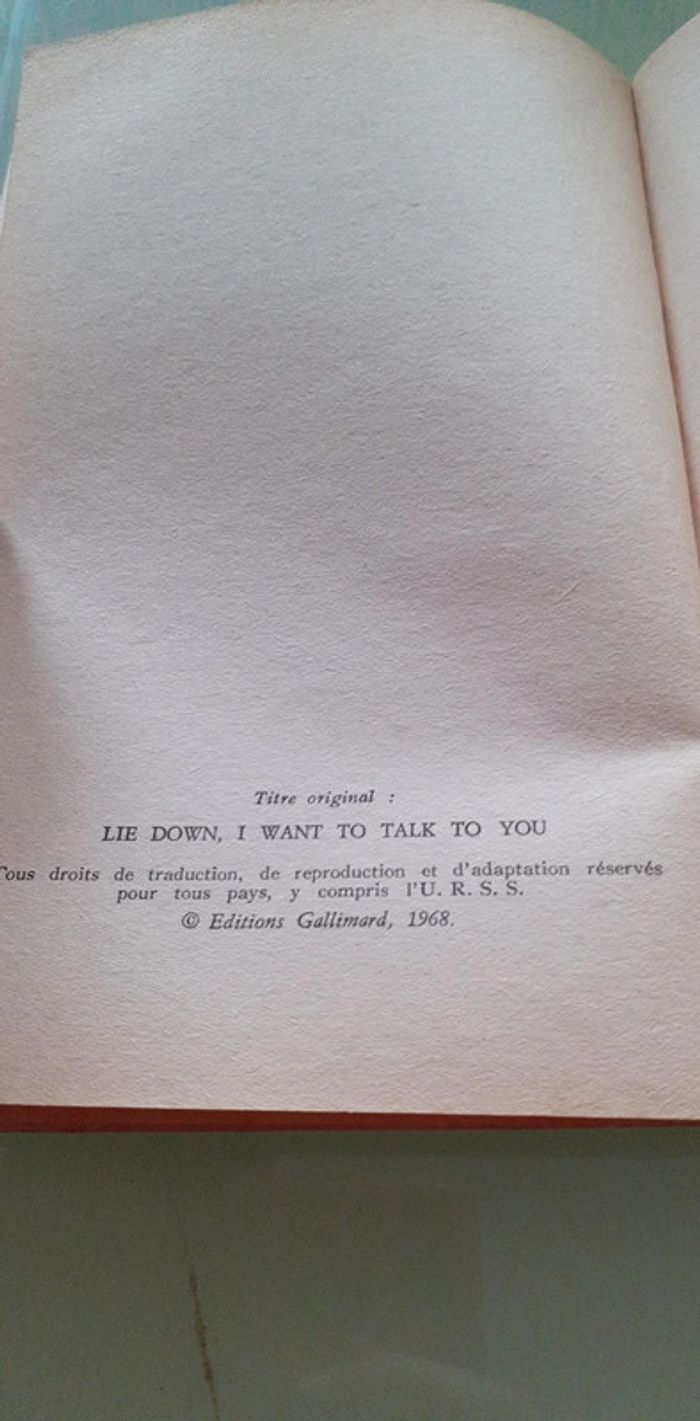 Titre original :
LIE DOWN, I WANT TO TALK TO YOU
Tous droits de traduction, de reproduction et d'adaptation réservés
pour tous pays, y compris l'U. R. S. S.
© Editions Gallimard, 1968.